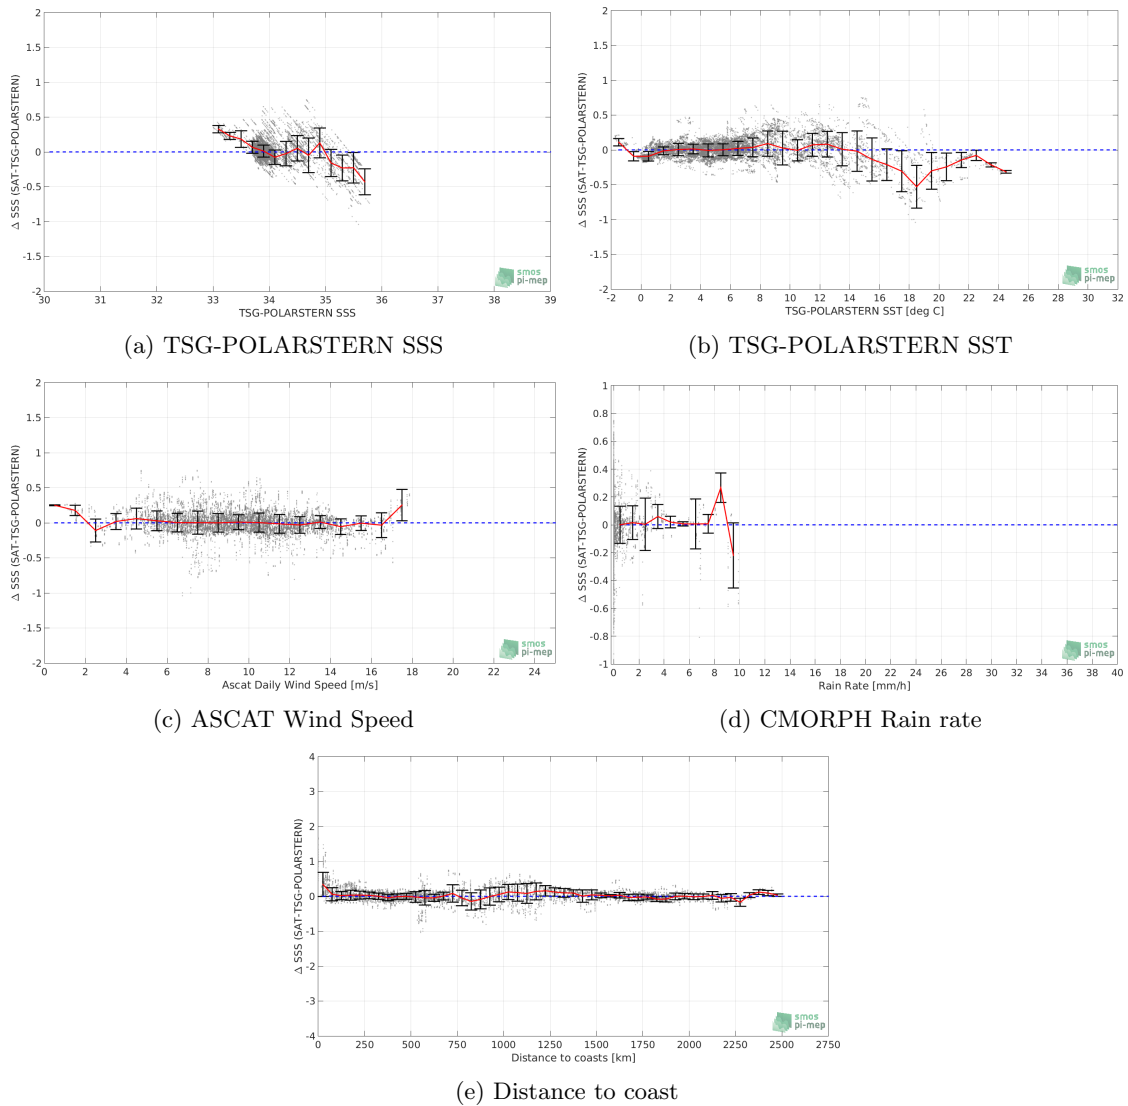 2
1.5
1
0.5
0
-0.5
-1
-1.5
-2
Δ SSS (SAT-TSG-POLARSTERN)
30 31 32 33 34 35 36 37 38 39
TSG-POLARSTERN SSS
smos
pi-mep
(a) TSG-POLARSTERN SSS
2
1.5
1
0.5
0
-0.5
-1
-1.5
-2
Δ SSS (SAT-TSG-POLARSTERN)
-2 0 2 4 6 8 10 12 14 16 18 20 22 24 26 28 30 32
TSG-POLARSTERN SST [deg C]
smos
pi-mep
(b) TSG-POLARSTERN SST
2
1.5
1
0.5
0
-0.5
-1
-1.5
-2
Δ SSS (SAT-TSG-POLARSTERN)
0 2 4 6 8 10 12 14 16 18 20 22 24
Ascat Daily Wind Speed [m/s]
smos
pi-mep
(c) ASCAT Wind Speed
1
0.8
0.6
0.4
0.2
0
-0.2
-0.4
-0.6
-0.8
-1
Δ SSS (SAT-TSG-POLARSTERN)
0 2 4 6 8 10 12 14 16 18 20 22 24 26 28 30 32 34 36 38 40
Rain Rate [mm/h]
smos
pi-mep
(d) CMORPH Rain rate
4
3
2
1
0
-1
-2
-3
-4
Δ SSS (SAT-TSG-POLARSTERN)
0 250 500 750 1000 1250 1500 1750 2000 2250 2500 2750
Distance to coasts [km]
smos
pi-mep
(e) Distance to coast